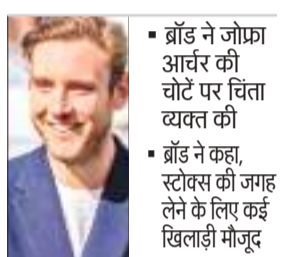 ▪ ब्रॉड ने जोफ्रा
आर्चर की
चोटें पर चिंता
व्यक्त की
▪ ब्रॉड ने कहा,
स्टोक्स की जगह
लेने के लिए कई
खिलाड़ी मौजूद